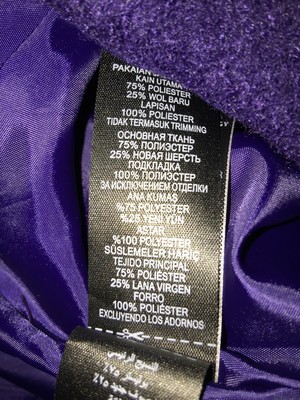 PAKAIAN
KAIN UTAMA
75% POLIESTER
25% WOL BARU
LAPISAN
100% POLIESTER
TIDAK TERMASUK TRIMMING
ОСНОВНАЯ ТКАНЬ
75% ПОЛИЭСТЕР
25% НОВАЯ ШЕРСТЬ
ПОДКЛАДКА
100% ПОЛИЭСТЕР
ЗА ИСКЛЮЧЕНИЕМ ОТДЕЛКИ
ANA KUMAŞ
%75 POLYESTER
%25 YENİ YÜN
ASTAR
%100 POLYESTER
SÜSLEMELER HARİÇ
TEJIDO PRINCIPAL
75% POLIÉSTER
25% LANA VIRGEN
FORRO
100% POLIÉSTER
EXCLUYENDO LOS ADORNOS
النسيج الرئيسي